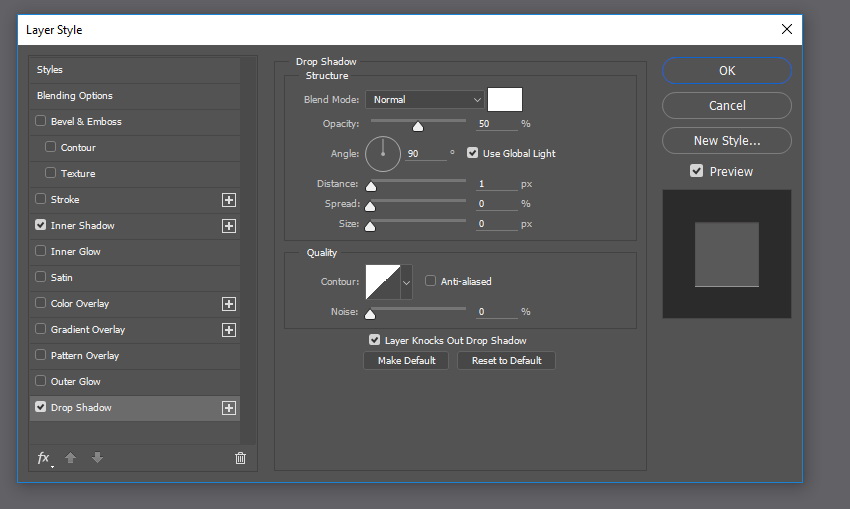 Layer Style
Styles
Blending Options
Bevel & Emboss
Contour
Texture
Stroke
Inner Shadow
Inner Glow
Satin
Color Overlay
Gradient Overlay
Pattern Overlay
Outer Glow
Drop Shadow
fx
Drop Shadow
Structure
Blend Mode: Normal
Opacity: 50 %
Angle: 90 ° Use Global Light
Distance: 1 px
Spread: 0 %
Size: 0 px
Quality
Contour: Anti-aliased
Noise: 0 %
Layer Knocks Out Drop Shadow
Make Default Reset to Default
OK
Cancel
New Style...
Preview